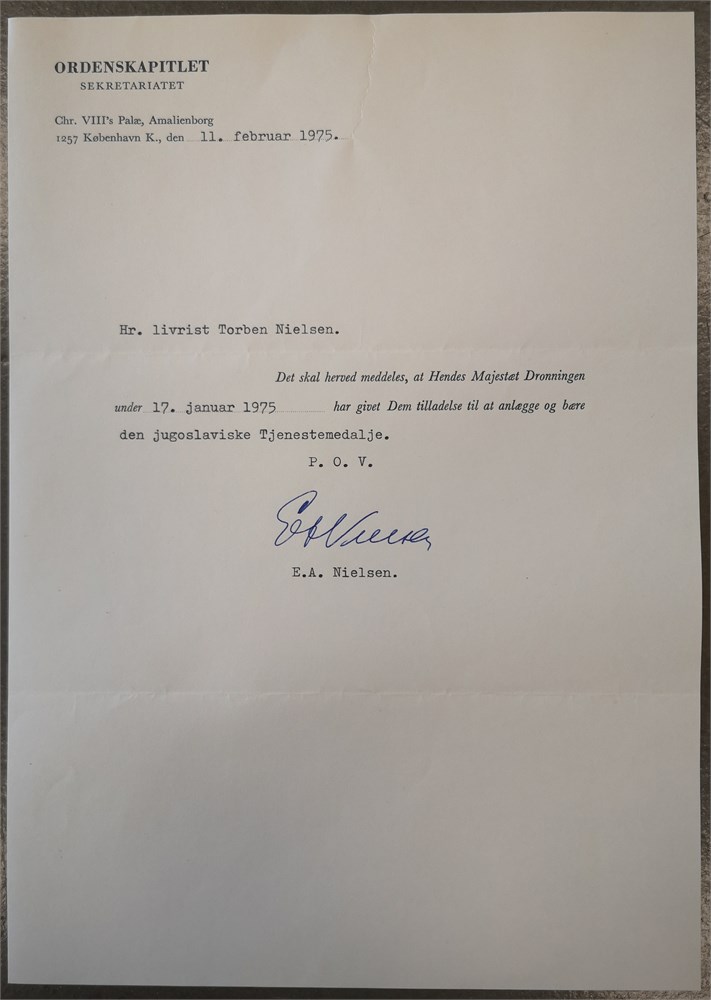 ORDENSKAPITLET
SEKRETARIATET
Chr. VIII's Palæ, Amalienborg
1257 København K., den 11. februar 1975.
Hr. livrist Torben Nielsen.
Det skal herved meddeles, at Hendes Majestæt Dronningen
under 17. januar 1975 har givet Dem tilladelse til at anlægge og bære
den jugoslaviske Tjenestemedalje.
P. O. V.
EANielsen
E.A. Nielsen.